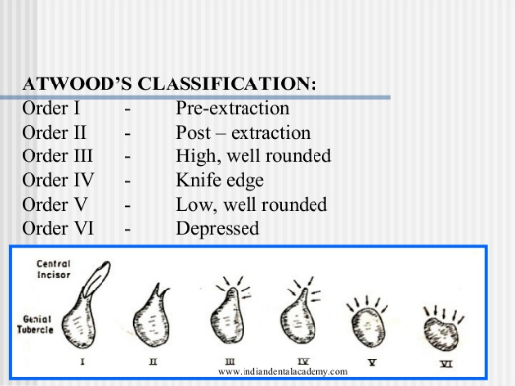 ATWOOD'S CLASSIFICATION:
Order I - Pre-extraction
Order II - Post – extraction
Order III - High, well rounded
Order IV - Knife edge
Order V - Low, well rounded
Order VI - Depressed
Central
Incisor
Genial
Tubercle
I II III IV V VI
www.indiandentalacademy.com